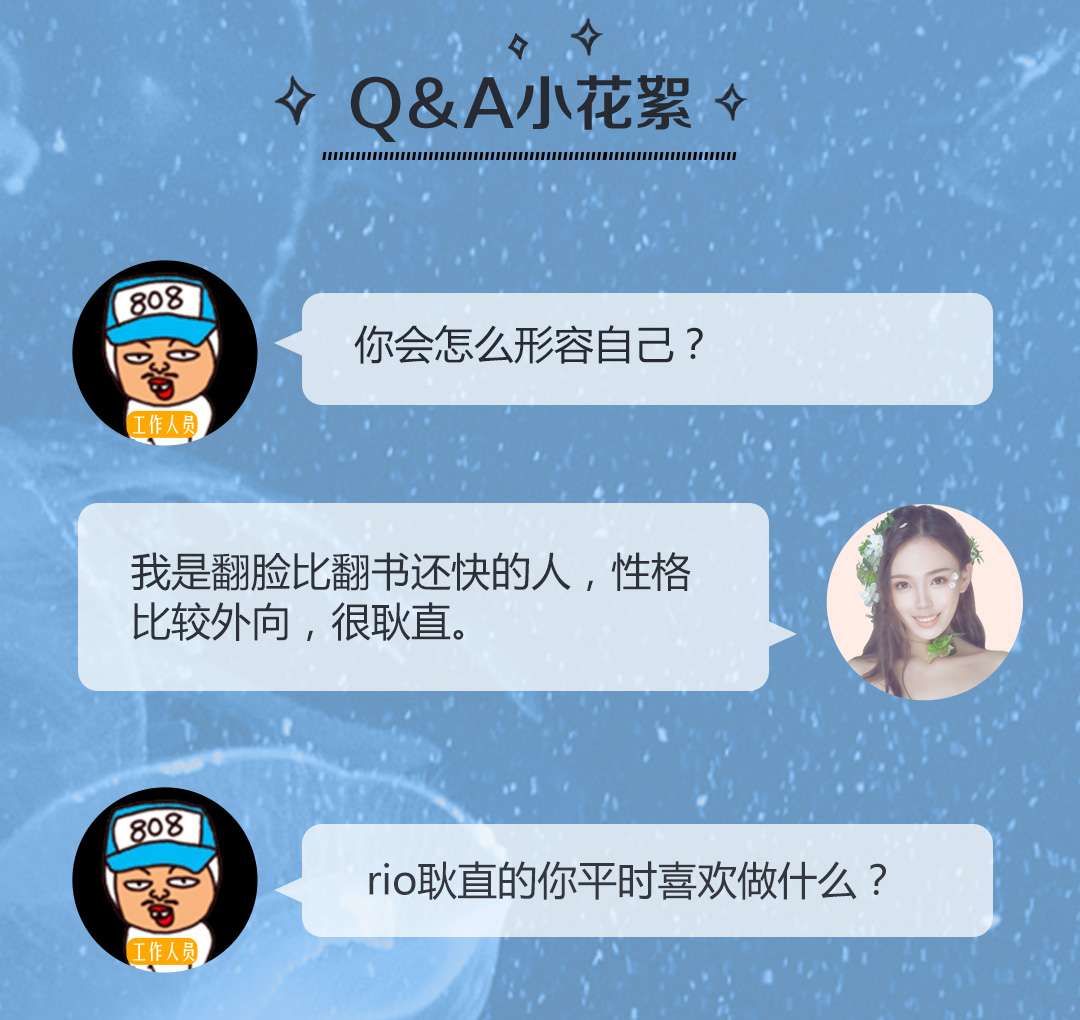 Q&A小花絮
808
工作人员
你会怎么形容自己？
我是翻脸比翻书还快的人，性格
比较外向，很耿直。
808
工作人员
rio耿直的你平时喜欢做什么？